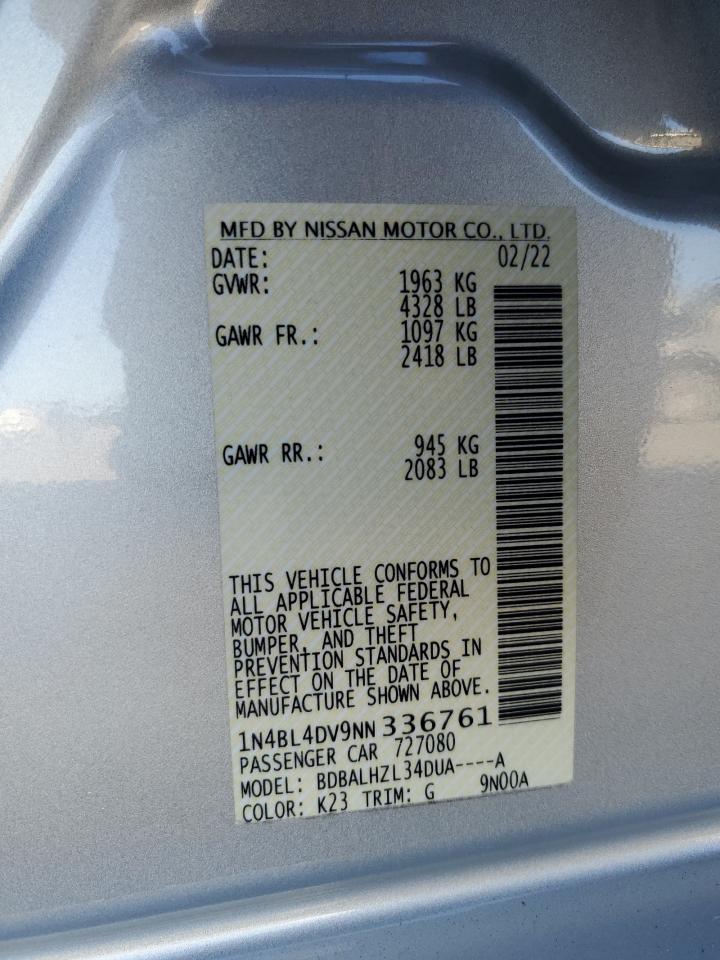 MFD BY NISSAN MOTOR CO., LTD.
DATE: 02/22
GVWR: 1963 KG
4328 LB
GAWR FR.: 1097 KG
2418 LB
GAWR RR.: 945 KG
2083 LB
THIS VEHICLE CONFORMS TO
ALL APPLICABLE FEDERAL
MOTOR VEHICLE SAFETY,
BUMPER, AND THEFT
PREVENTION STANDARDS IN
EFFECT ON THE DATE OF
MANUFACTURE SHOWN ABOVE.
1N4BL4DV9NN336761
PASSENGER CAR 727080
MODEL: BDBALHZL34DUA----A
COLOR: K23 TRIM: G 9N00A